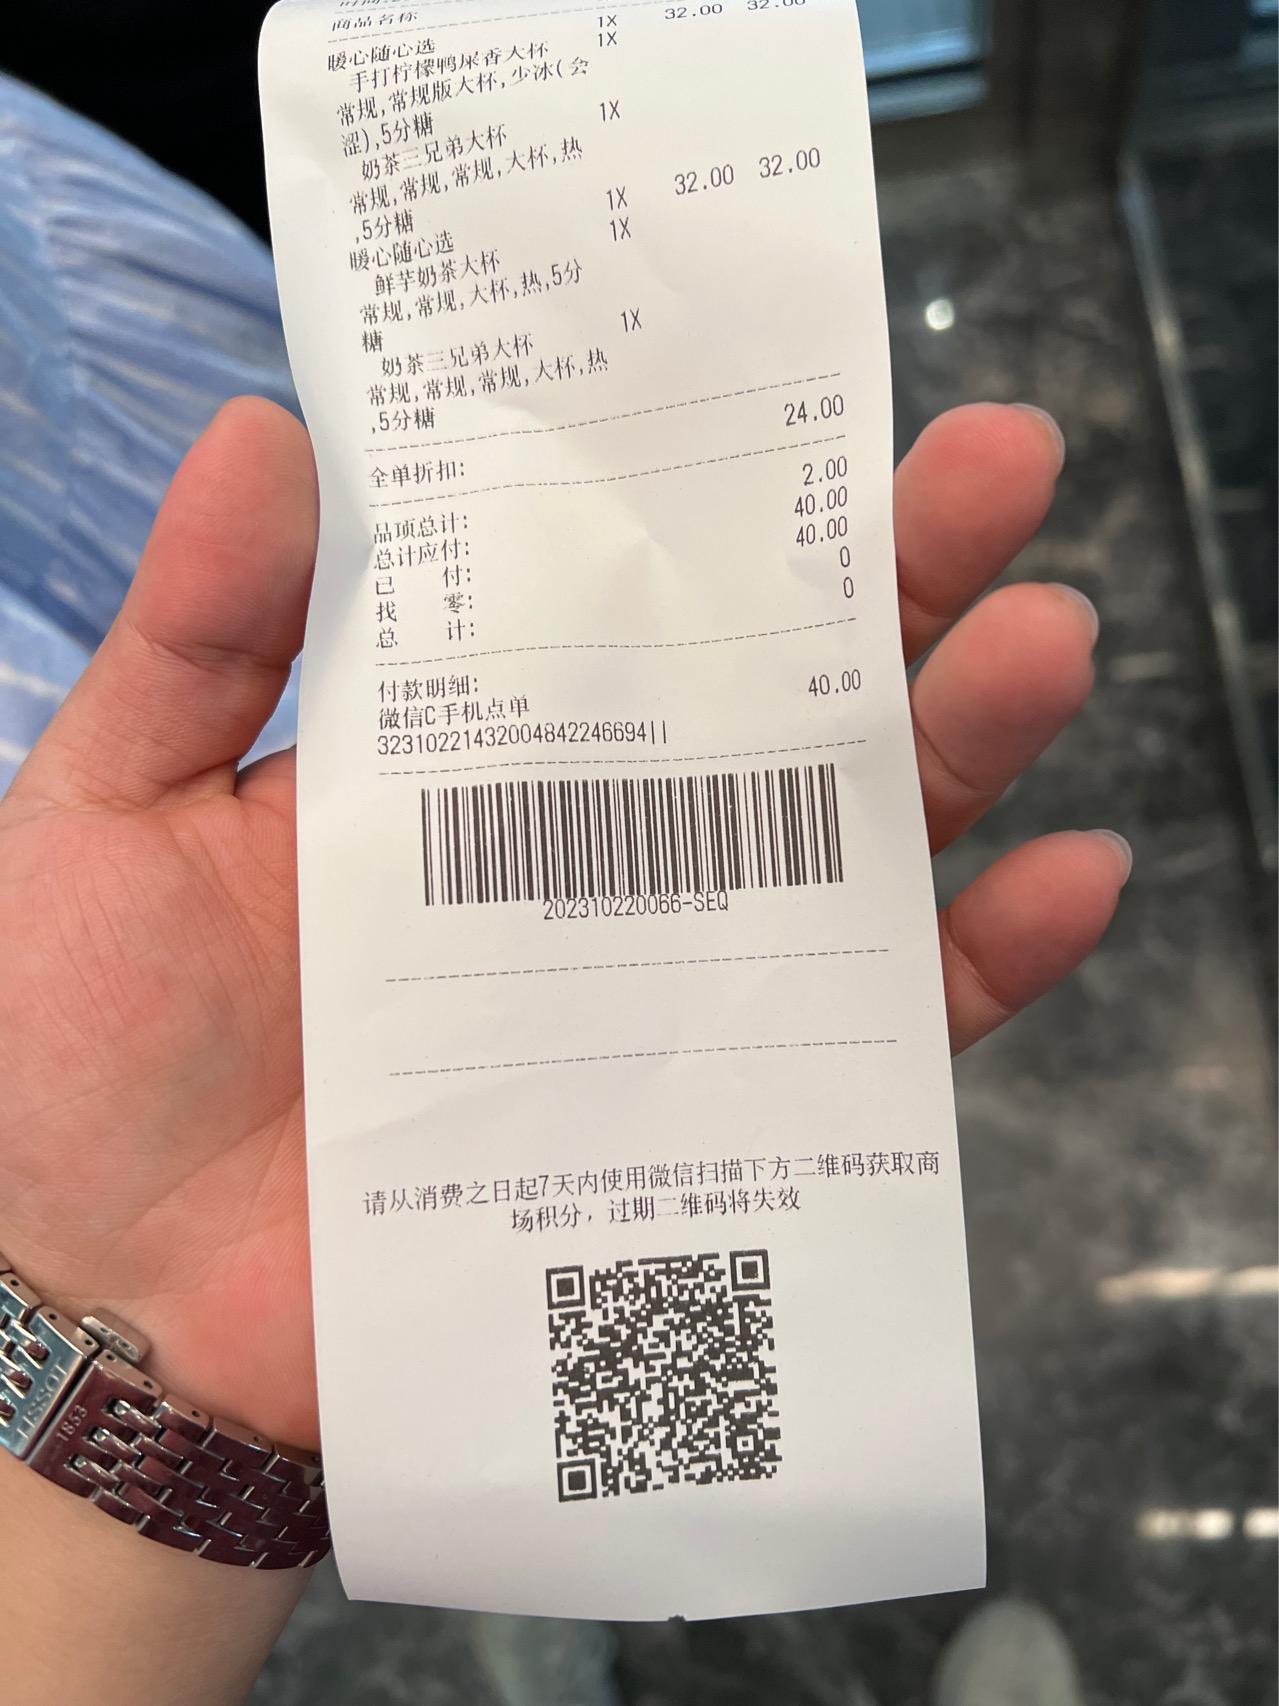 商品名称
暖心随心选 1X 32.00 32.00
手打柠檬鸭屎香大杯 1X
常规,常规版大杯,少冰(会
涩),5分糖
奶茶三兄弟大杯 1X
常规,常规,常规,大杯,热
,5分糖
暖心随心选 1X 32.00 32.00
鲜芋奶茶大杯 1X
常规,常规,大杯,热,5分
糖
奶茶三兄弟大杯 1X
常规,常规,常规,大杯,热
,5分糖
全单折扣: 24.00
品项总计: 2.00
总计应付: 40.00
已 付: 40.00
找 零: 0
总 计: 0
付款明细:
微信C手机点单 40.00
323102214320048422466​94||
202310220066-SEQ
请从消费之日起7天内使用微信扫描下方二维码获取商
场积分，过期二维码将失效
TISSOT
1853